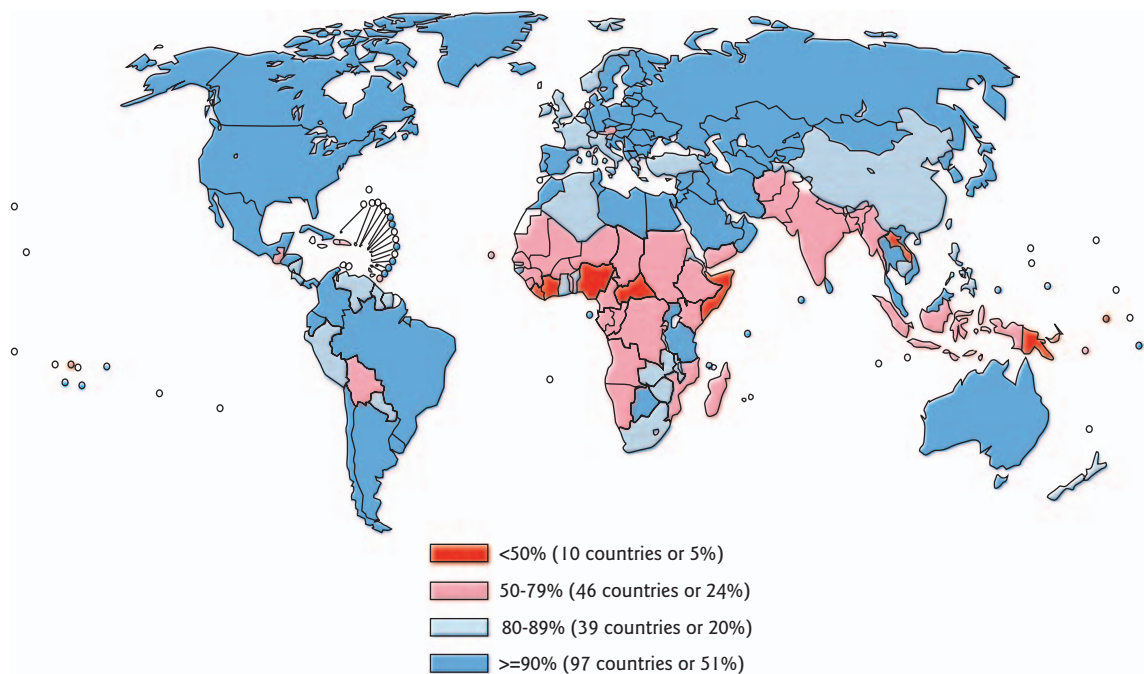 <50% (10 countries or 5%)
50-79% (46 countries or 24%)
80-89% (39 countries or 20%)
>=90% (97 countries or 51%)